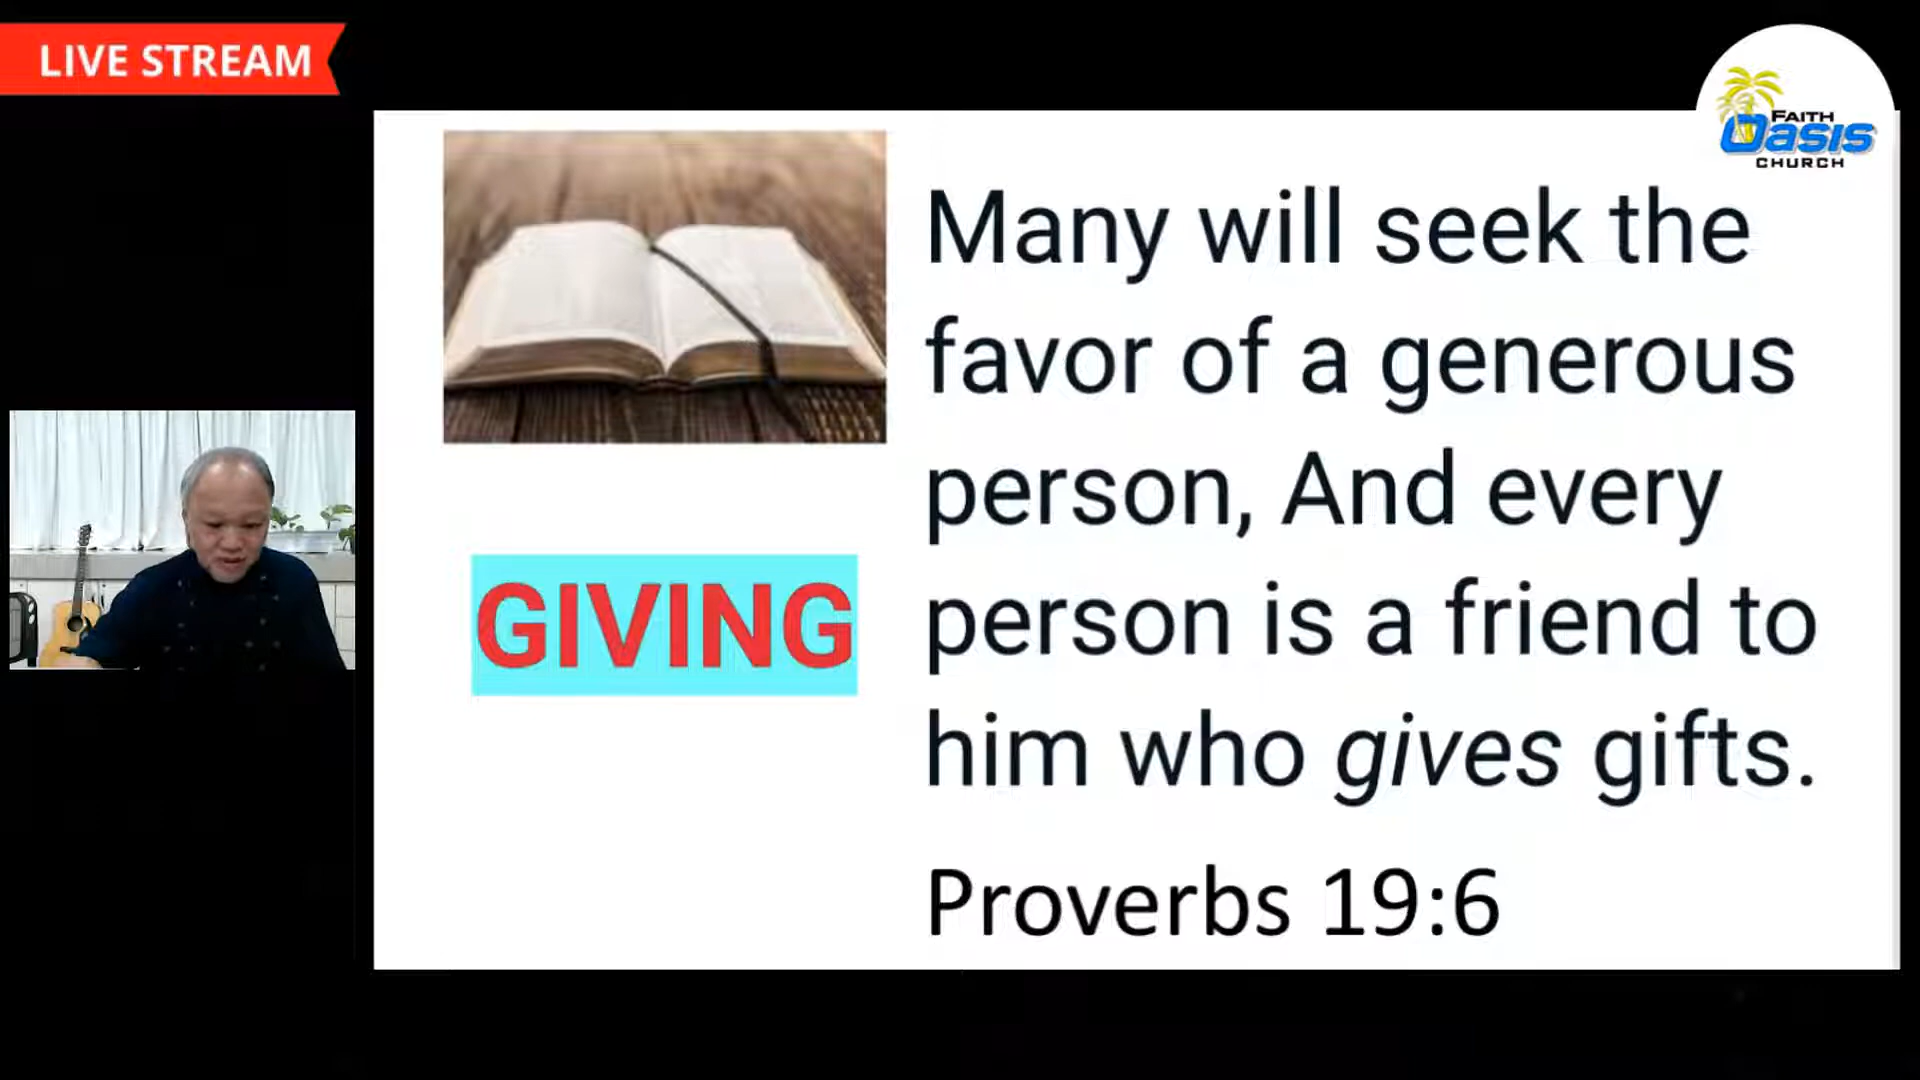 LIVE STREAM
FAITH
Oasis
CHURCH
Many will seek the
favor of a generous
person, And every
person is a friend to
him who gives gifts.
Proverbs 19:6
GIVING